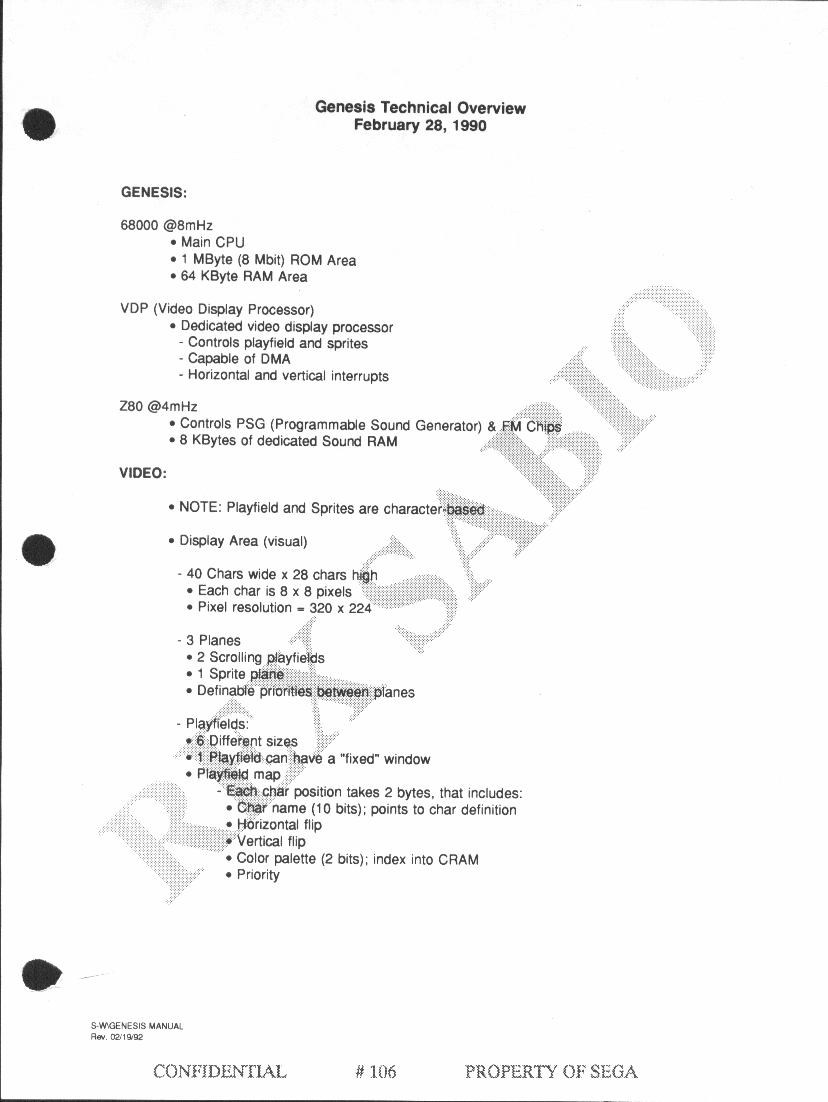 Genesis Technical Overview
February 28, 1990
GENESIS:
68000 @8mHz
• Main CPU
• 1 MByte (8 Mbit) ROM Area
• 64 KByte RAM Area
VDP (Video Display Processor)
• Dedicated video display processor
- Controls playfield and sprites
- Capable of DMA
- Horizontal and vertical interrupts
Z80 @4mHz
• Controls PSG (Programmable Sound Generator) & FM Chips
• 8 KBytes of dedicated Sound RAM
VIDEO:
• NOTE: Playfield and Sprites are character-based
• Display Area (visual)
- 40 Chars wide x 28 chars high
• Each char is 8 x 8 pixels
• Pixel resolution = 320 x 224
- 3 Planes
• 2 Scrolling playfields
• 1 Sprite plane
• Definable priorities between planes
- Playfields:
• 6 Different sizes
• 1 Playfield can have a "fixed" window
• Playfield map
- Each char position takes 2 bytes, that includes:
• Char name (10 bits); points to char definition
• Horizontal flip
• Vertical flip
• Color palette (2 bits); index into CRAM
• Priority
REX SABIO
S-W\GENESIS MANUAL
Rev. 02/19/92
CONFIDENTIAL # 106 PROPERTY OF SEGA